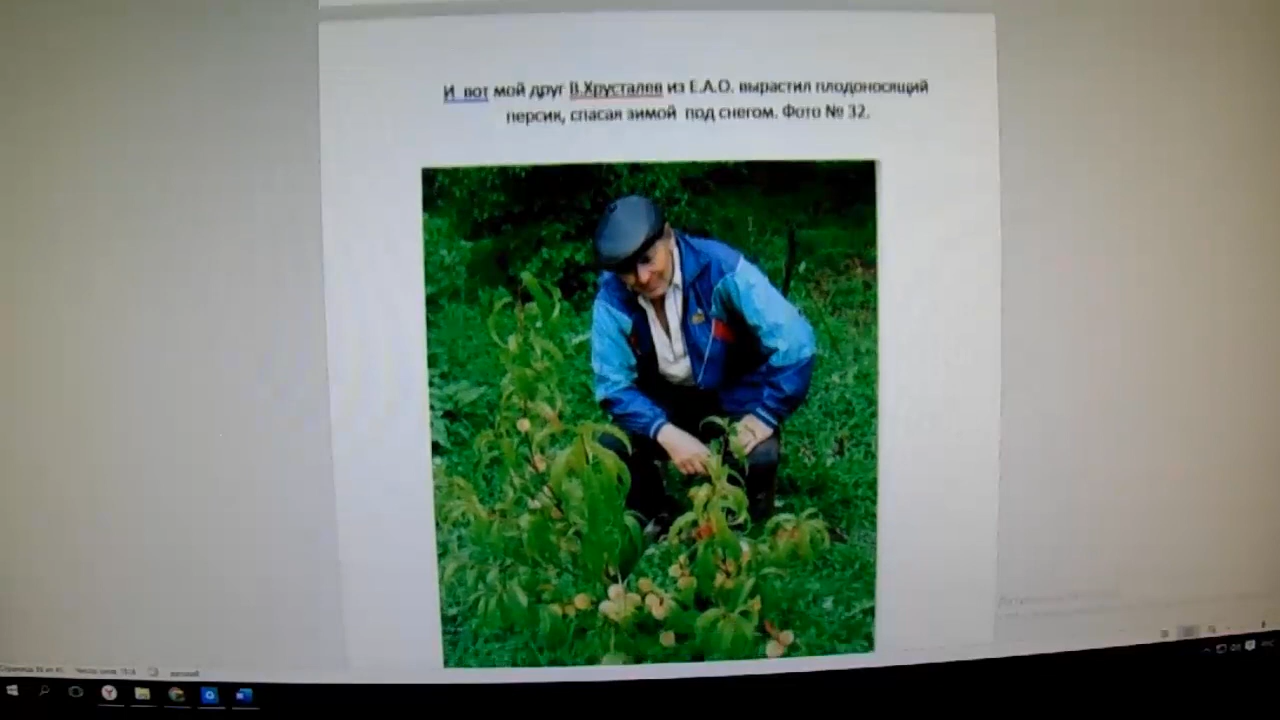 И вот мой друг В.Хрусталев из Е.А.О. вырастил плодоносящий
персик, спасая зимой под снегом. Фото № 32.